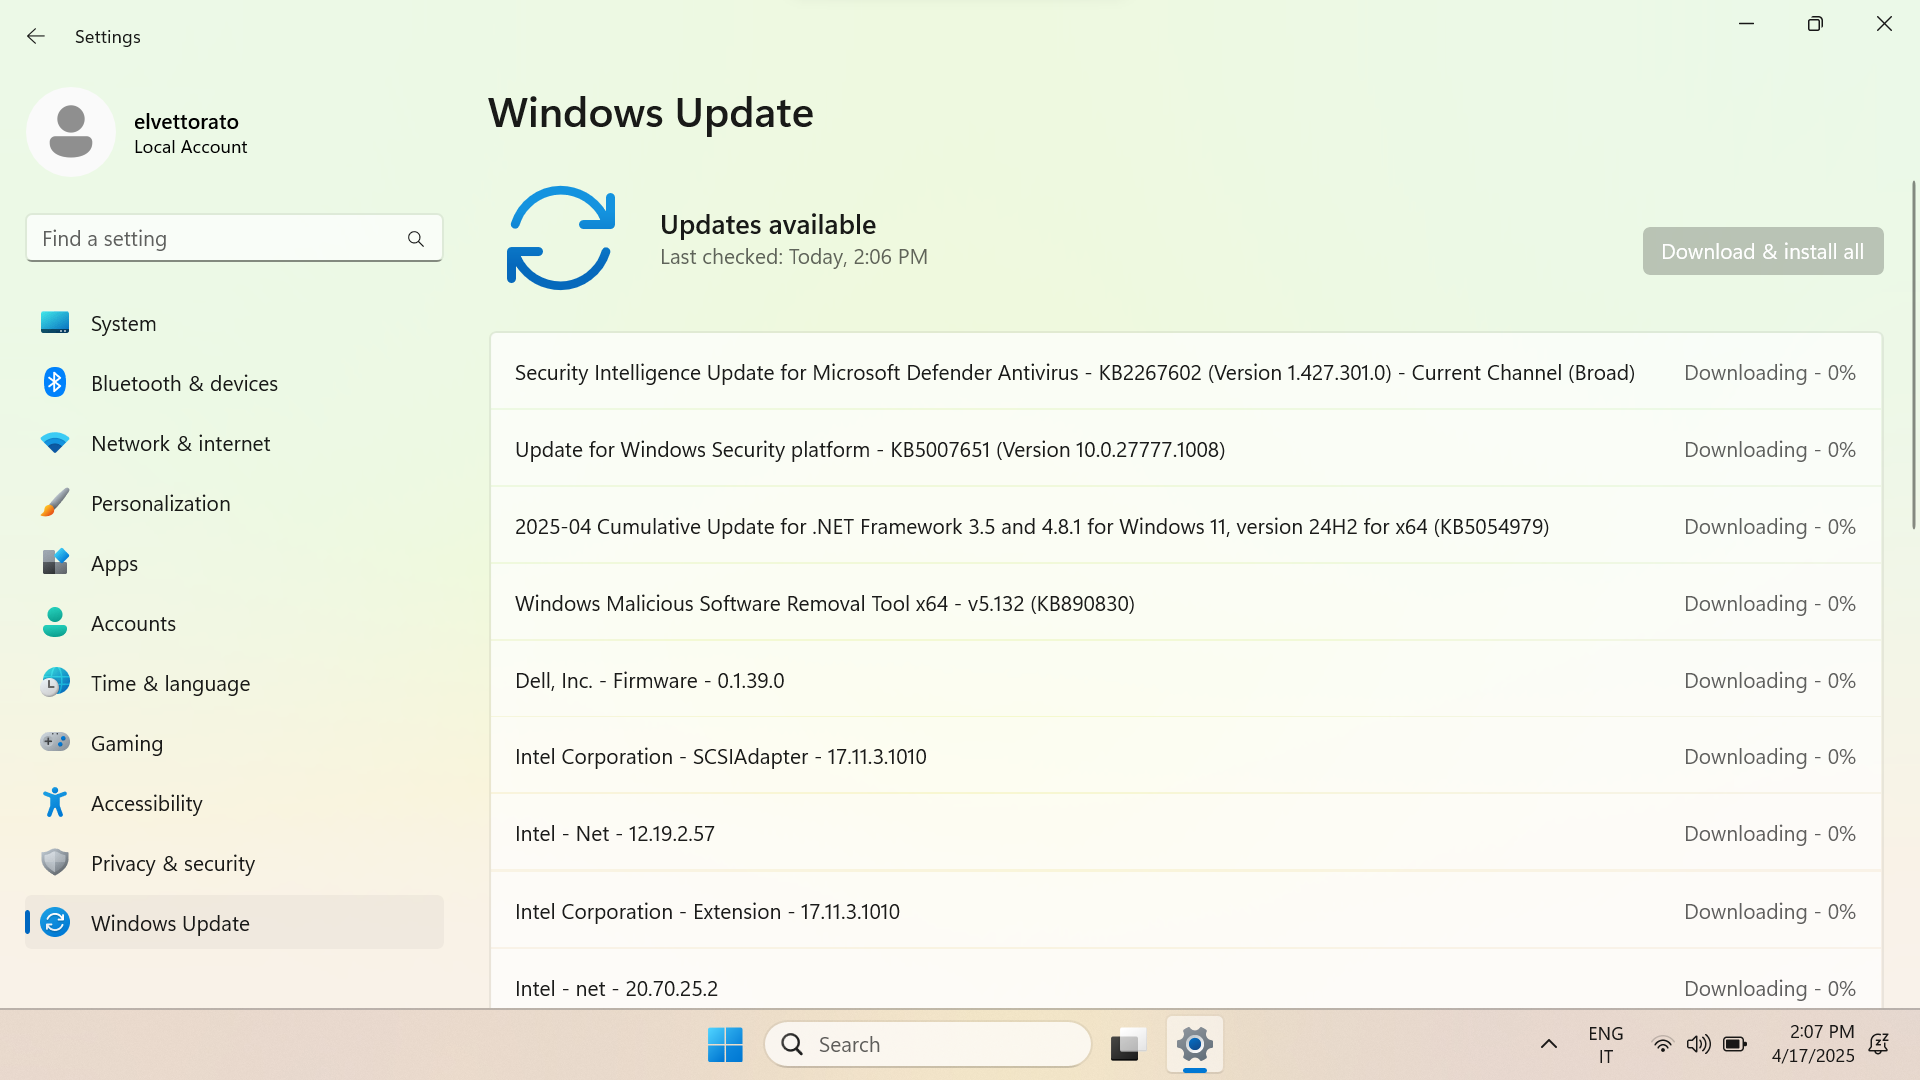 Settings
elvettorato
Local Account
Find a setting
System
Bluetooth & devices
Network & internet
Personalization
Apps
Accounts
Time & language
Gaming
Accessibility
Privacy & security
Windows Update
Windows Update
Updates available
Last checked: Today, 2:06 PM
Download & install all
Security Intelligence Update for Microsoft Defender Antivirus - KB2267602 (Version 1.427.301.0) - Current Channel (Broad) Downloading - 0%
Update for Windows Security platform - KB5007651 (Version 10.0.27777.1008) Downloading - 0%
2025-04 Cumulative Update for .NET Framework 3.5 and 4.8.1 for Windows 11, version 24H2 for x64 (KB5054979) Downloading - 0%
Windows Malicious Software Removal Tool x64 - v5.132 (KB890830) Downloading - 0%
Dell, Inc. - Firmware - 0.1.39.0 Downloading - 0%
Intel Corporation - SCSIAdapter - 17.11.3.1010 Downloading - 0%
Intel - Net - 12.19.2.57 Downloading - 0%
Intel Corporation - Extension - 17.11.3.1010 Downloading - 0%
Intel - net - 20.70.25.2 Downloading - 0%
Search
ENG
IT
2:07 PM
4/17/2025